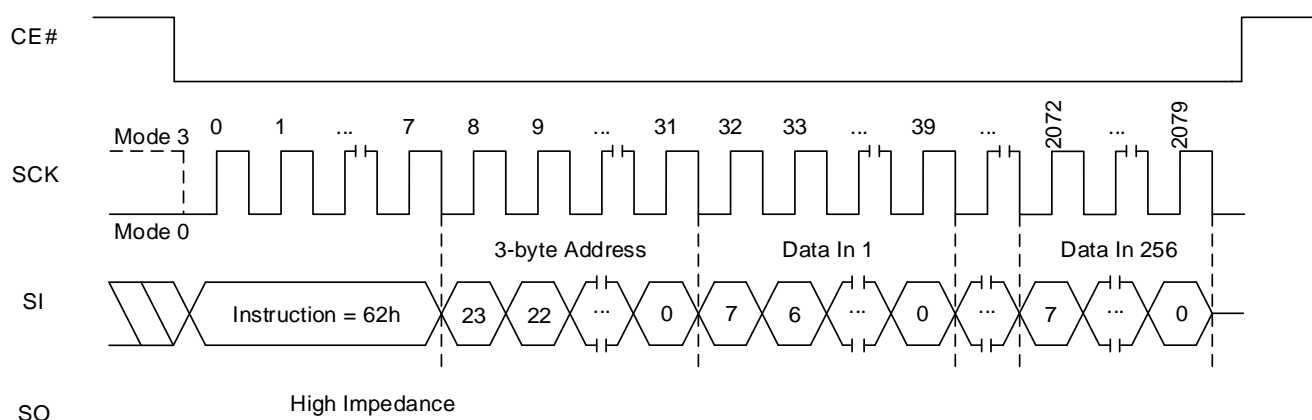 CE#
Mode 3 0 1 ... 7 8 9 ... 31 32 33 ... 39 ... 2072 ... 2079
SCK
Mode 0
3-byte Address Data In 1 Data In 256
SI Instruction = 62h 23 22 ... 0 7 6 ... 0 ... 7 ... 0
High Impedance
SO